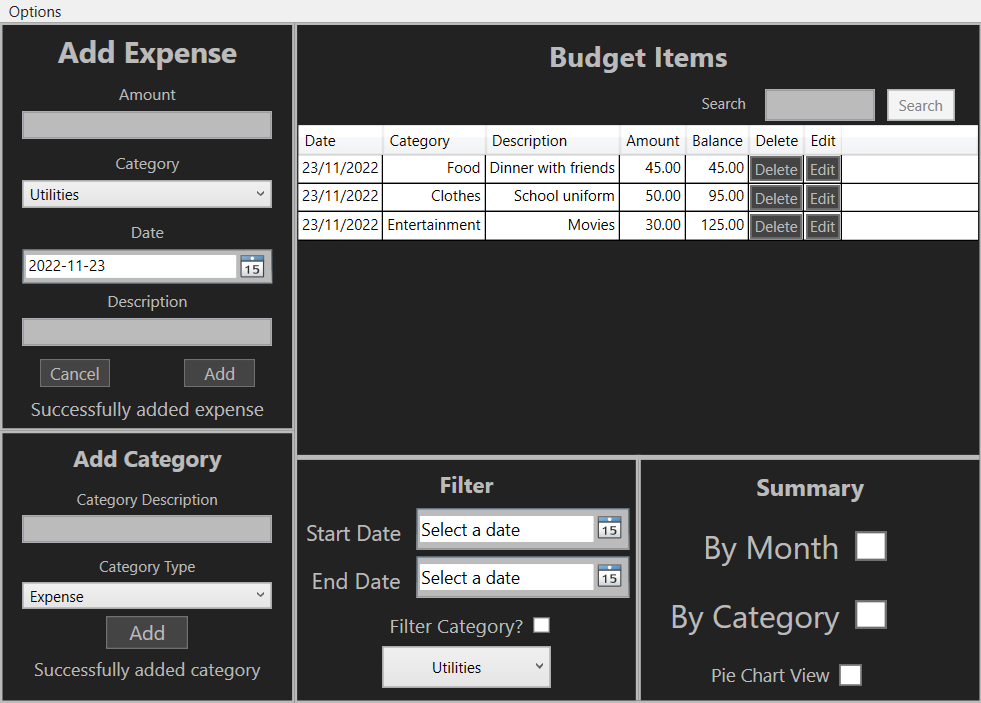 Options
Add Expense
Amount
Category
Utilities
Date
2022-11-23 15
Description
Cancel Add
Successfully added expense
Add Category
Category Description
Category Type
Expense
Add
Successfully added category
Budget Items
Search Search
Date Category Description Amount Balance Delete Edit
23/11/2022 Food Dinner with friends 45.00 45.00 Delete Edit
23/11/2022 Clothes School uniform 50.00 95.00 Delete Edit
23/11/2022 Entertainment Movies 30.00 125.00 Delete Edit
Filter
Start Date Select a date 15
End Date Select a date 15
Filter Category?
Utilities
Summary
By Month
By Category
Pie Chart View